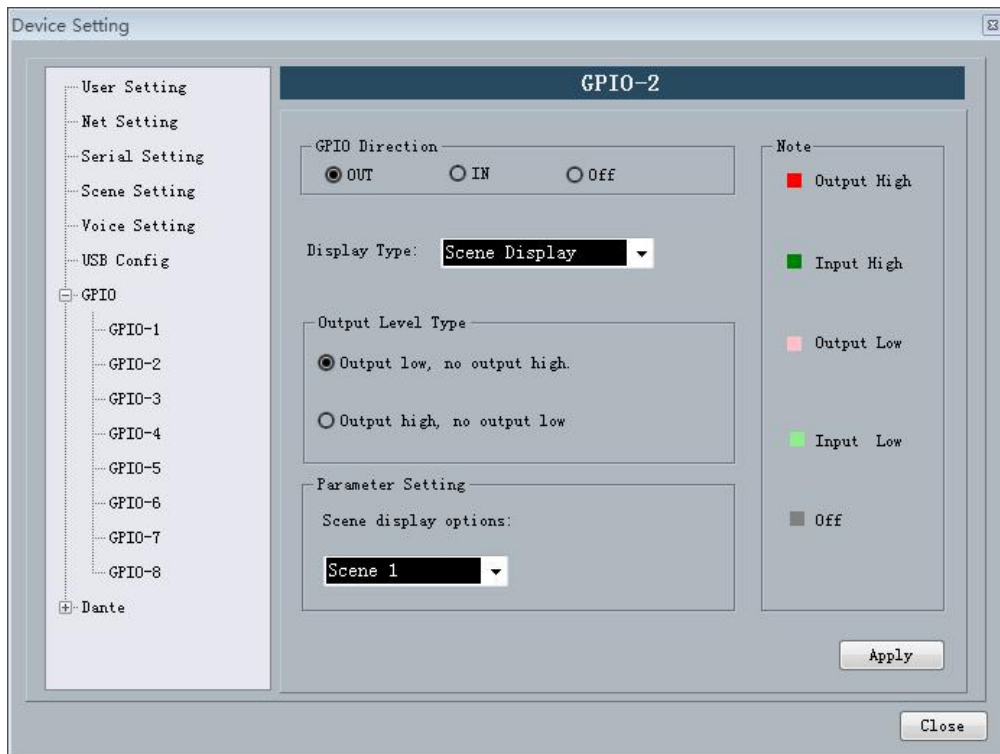 Device Setting
User Setting
Net Setting
Serial Setting
Scene Setting
Voice Setting
USB Config
GPIO
GPIO-1
GPIO-2
GPIO-3
GPIO-4
GPIO-5
GPIO-6
GPIO-7
GPIO-8
Dante
GPIO-2
GPIO Direction
OUT IN Off
Display Type: Scene Display
Output Level Type
Output low, no output high.
Output high, no output low
Parameter Setting
Scene display options:
Scene 1
Note
Output High
Input High
Output Low
Input Low
Off
Apply
Close